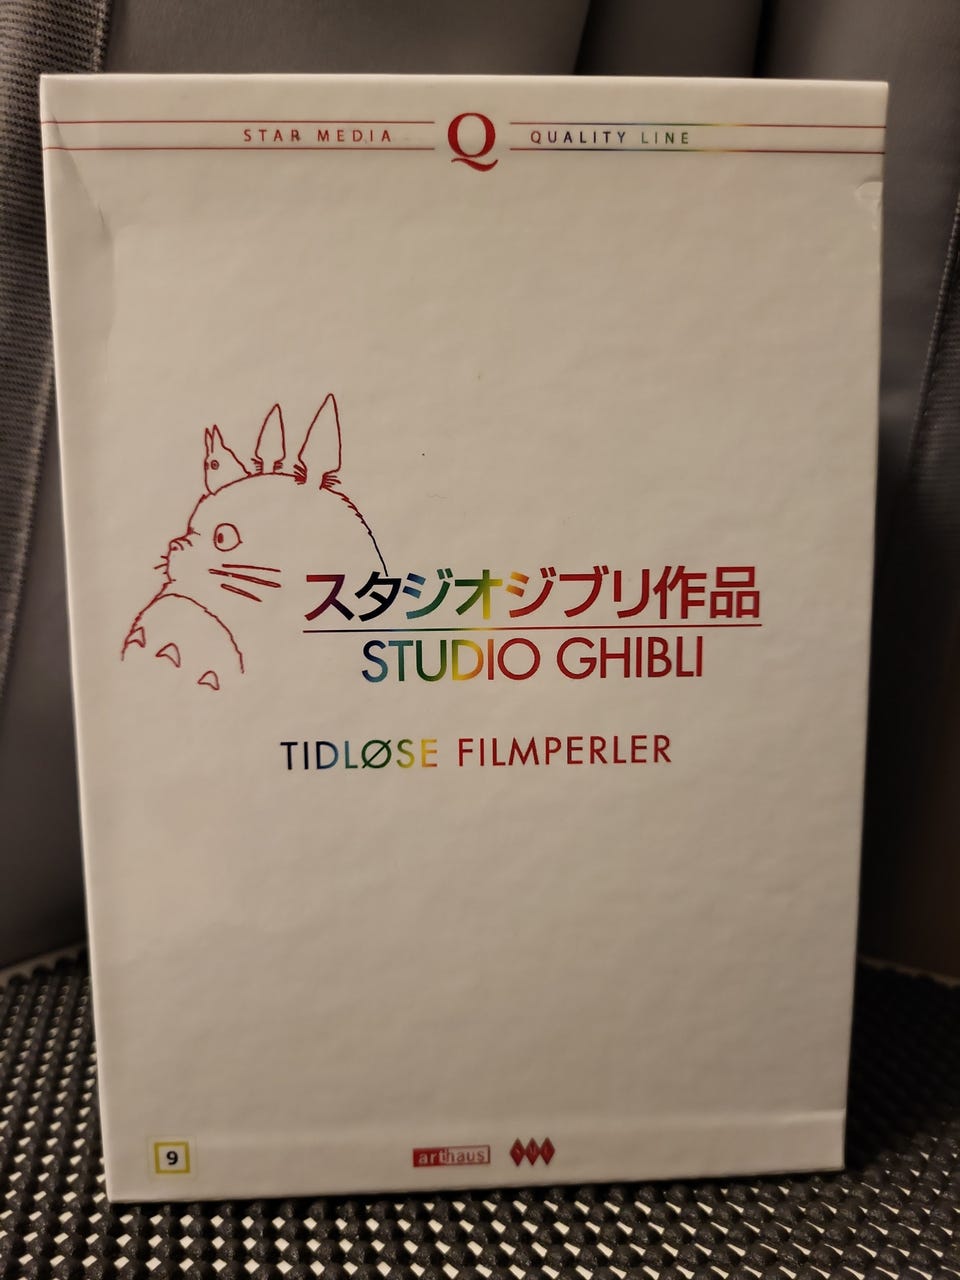 STAR MEDIA Q QUALITY LINE
スタジオジブリ作品
STUDIO GHIBLI
TIDLØSE FILMPERLER
9
arthaus